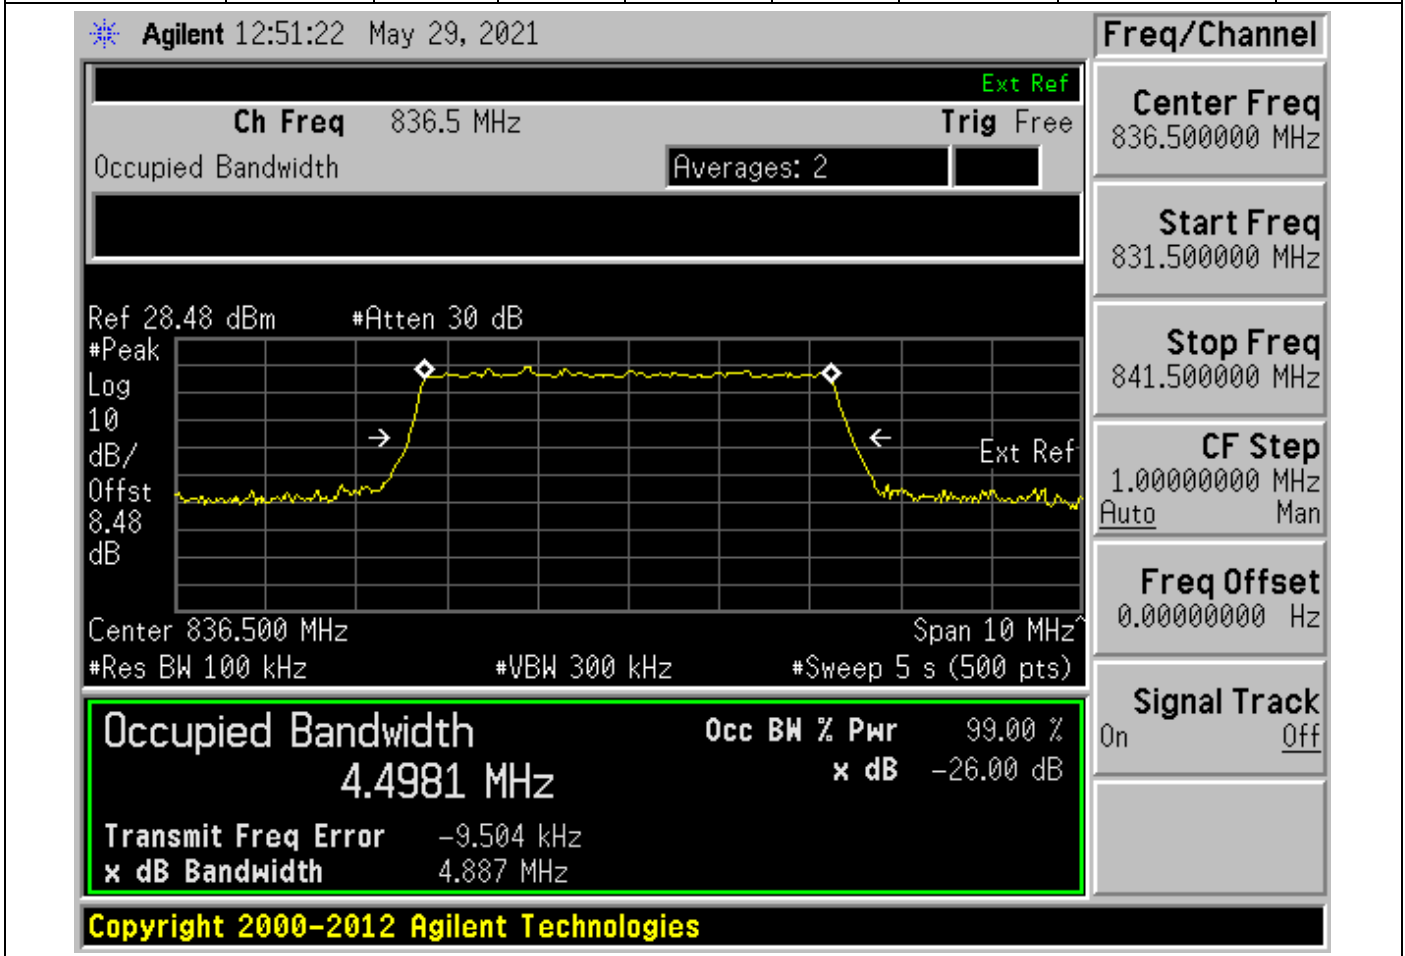 Agilent 12:51:22 May 29, 2021
Freq/Channel
Ext Ref
Ch Freq 836.5 MHz Trig Free
Occupied Bandwidth Averages: 2
Center Freq
836.500000 MHz
Start Freq
831.500000 MHz
Stop Freq
841.500000 MHz
CF Step
1.00000000 MHz
Auto Man
Freq Offset
0.00000000 Hz
Signal Track
On Off
Ref 28.48 dBm #Atten 30 dB
#Peak
Log
10
dB/
Offst
8.48
dB
Ext Ref
Center 836.500 MHz Span 10 MHz^
#Res BW 100 kHz #VBW 300 kHz #Sweep 5 s (500 pts)
Occupied Bandwidth Occ BW % Pwr 99.00 %
4.4981 MHz x dB -26.00 dB
Transmit Freq Error -9.504 kHz
x dB Bandwidth 4.887 MHz
Copyright 2000-2012 Agilent Technologies